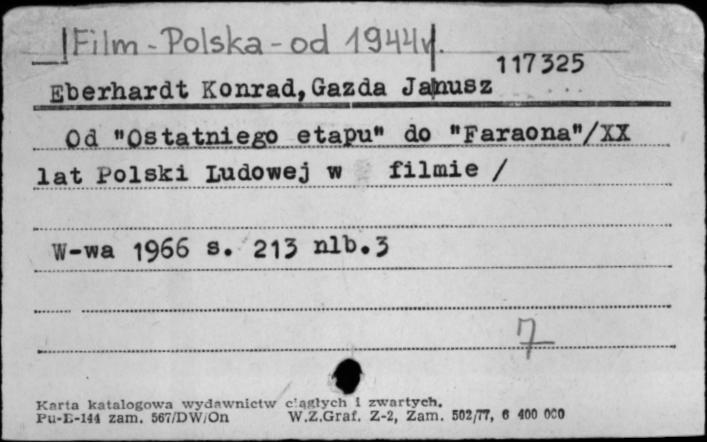 Film - Polska - od 1944 r.
117325
Eberhardt Konrad, Gazda Janusz
Od "Ostatniego etapu" do "Faraona"/XX
lat Polski Ludowej w filmie /
W-wa 1966 s. 213 nlb.3
7
Karta katalogowa wydawnictw ciągłych i zwartych.
Pu-E-144 zam. 567/DW/On W.Z.Graf. Z-2, Zam. 502/77, 6 400 000